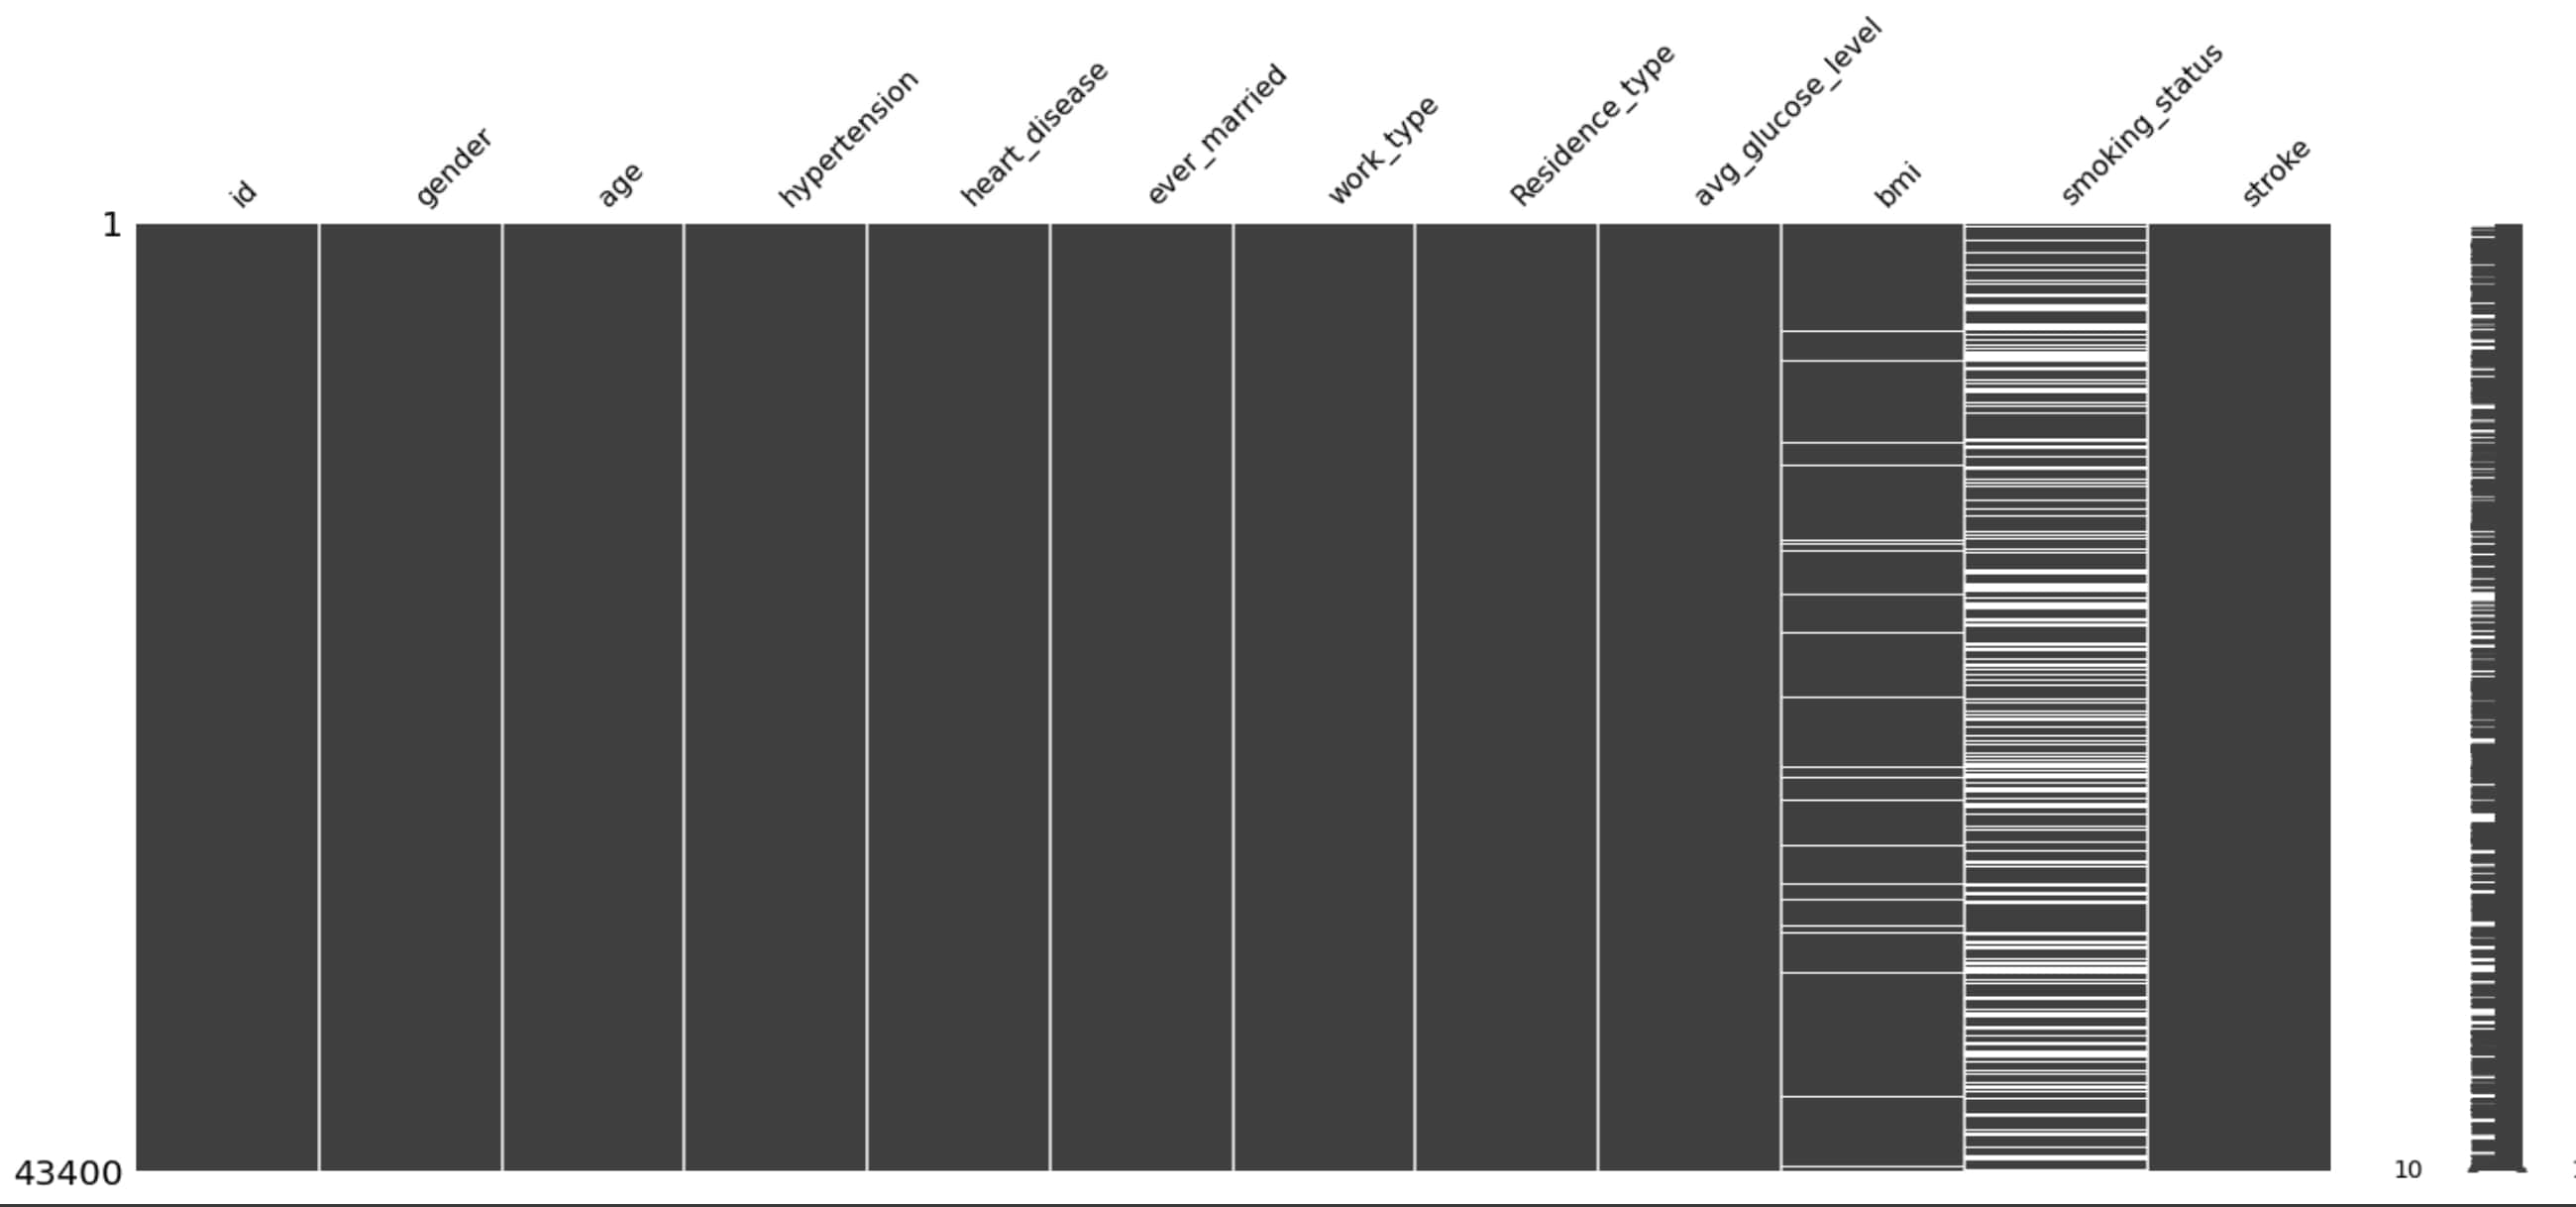 id
gender
age
hypertension
heart_disease
ever_married
work_type
Residence_type
avg_glucose_level
bmi
smoking_status
stroke
1
43400
10